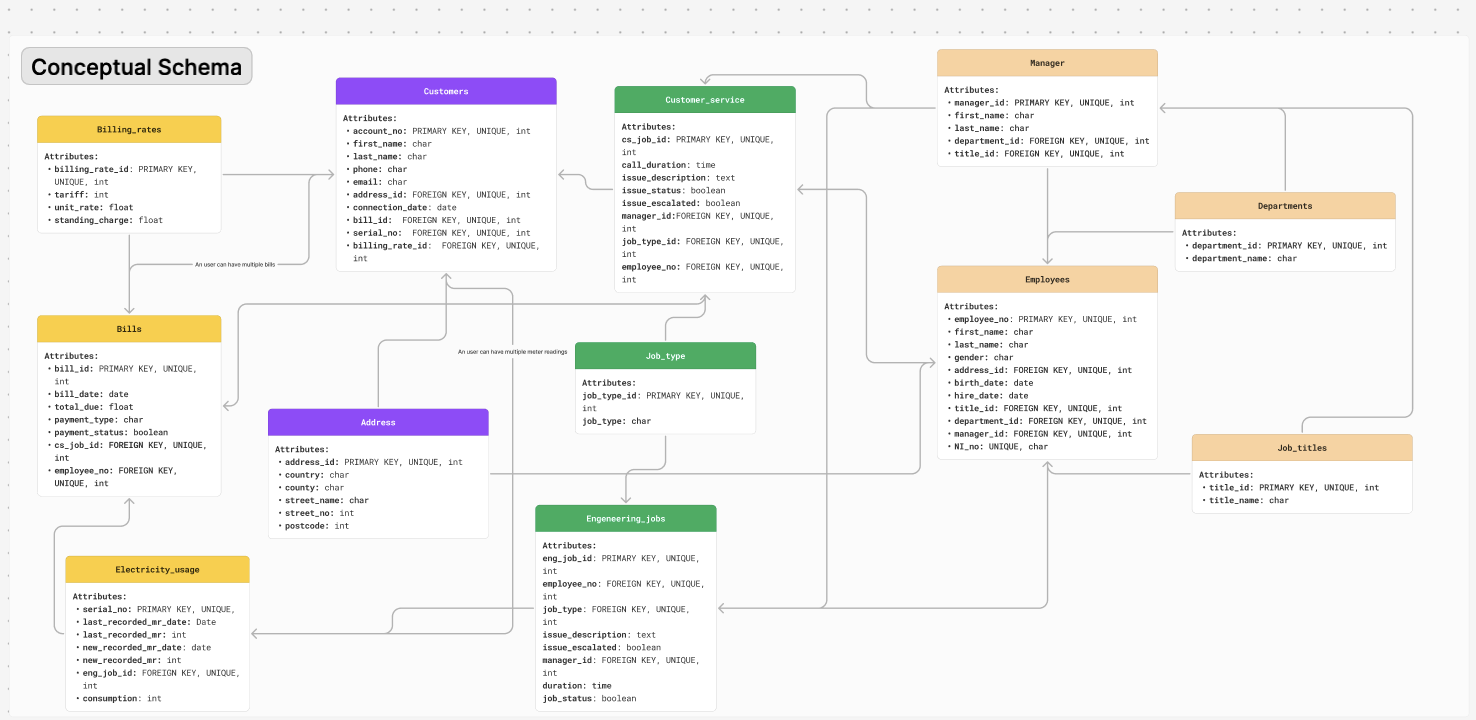 Conceptual Schema
Billing_rates
Attributes:
• billing_rate_id: PRIMARY KEY,
UNIQUE, int
• tariff: int
• unit_rate: float
• standing_charge: float
An user can have multiple bills
Bills
Attributes:
• bill_id: PRIMARY KEY, UNIQUE,
int
• bill_date: date
• total_due: float
• payment_type: char
• payment_status: boolean
• cs_job_id: FOREIGN KEY, UNIQUE,
int
• employee_no: FOREIGN KEY,
UNIQUE, int
Electricity_usage
Attributes:
• serial_no: PRIMARY KEY, UNIQUE,
• last_recorded_mr_date: Date
• last_recorded_mr: int
• new_recorded_mr_date: date
• new_recorded_mr: int
• eng_job_id: FOREIGN KEY, UNIQUE,
int
• consumption: int
Customers
Attributes:
• account_no: PRIMARY KEY, UNIQUE, int
• first_name: char
• last_name: char
• phone: char
• email: char
• address_id: FOREIGN KEY, UNIQUE, int
• connection_date: date
• bill_id: FOREIGN KEY, UNIQUE, int
• serial_no: FOREIGN KEY, UNIQUE, int
• billing_rate_id: FOREIGN KEY, UNIQUE,
int
An user can have multiple meter readings
Address
Attributes:
• address_id: PRIMARY KEY, UNIQUE, int
• country: char
• county: char
• street_name: char
• street_no: int
• postcode: int
Customer_service
Attributes:
cs_job_id: PRIMARY KEY, UNIQUE,
int
call_duration: time
issue_description: text
issue_status: boolean
issue_escalated: boolean
manager_id:FOREIGN KEY, UNIQUE,
int
job_type_id: FOREIGN KEY, UNIQUE,
int
employee_no: FOREIGN KEY, UNIQUE,
int
Job_type
Attributes:
job_type_id: PRIMARY KEY, UNIQUE,
int
job_type: char
Engeneering_jobs
Attributes:
eng_job_id: PRIMARY KEY, UNIQUE,
int
employee_no: FOREIGN KEY, UNIQUE,
int
job_type: FOREIGN KEY, UNIQUE,
int
issue_description: text
issue_escalated: boolean
manager_id: FOREIGN KEY, UNIQUE,
int
duration: time
job_status: boolean
Manager
Attributes:
• manager_id: PRIMARY KEY, UNIQUE, int
• first_name: char
• last_name: char
• department_id: FOREIGN KEY, UNIQUE, int
• title_id: FOREIGN KEY, UNIQUE, int
Departments
Attributes:
• department_id: PRIMARY KEY, UNIQUE, int
• department_name: char
Employees
Attributes:
• employee_no: PRIMARY KEY, UNIQUE, int
• first_name: char
• last_name: char
• gender: char
• address_id: FOREIGN KEY, UNIQUE, int
• birth_date: date
• hire_date: date
• title_id: FOREIGN KEY, UNIQUE, int
• department_id: FOREIGN KEY, UNIQUE, int
• manager_id: FOREIGN KEY, UNIQUE, int
• NI_no: UNIQUE, char
Job_titles
Attributes:
• title_id: PRIMARY KEY, UNIQUE, int
• title_name: char